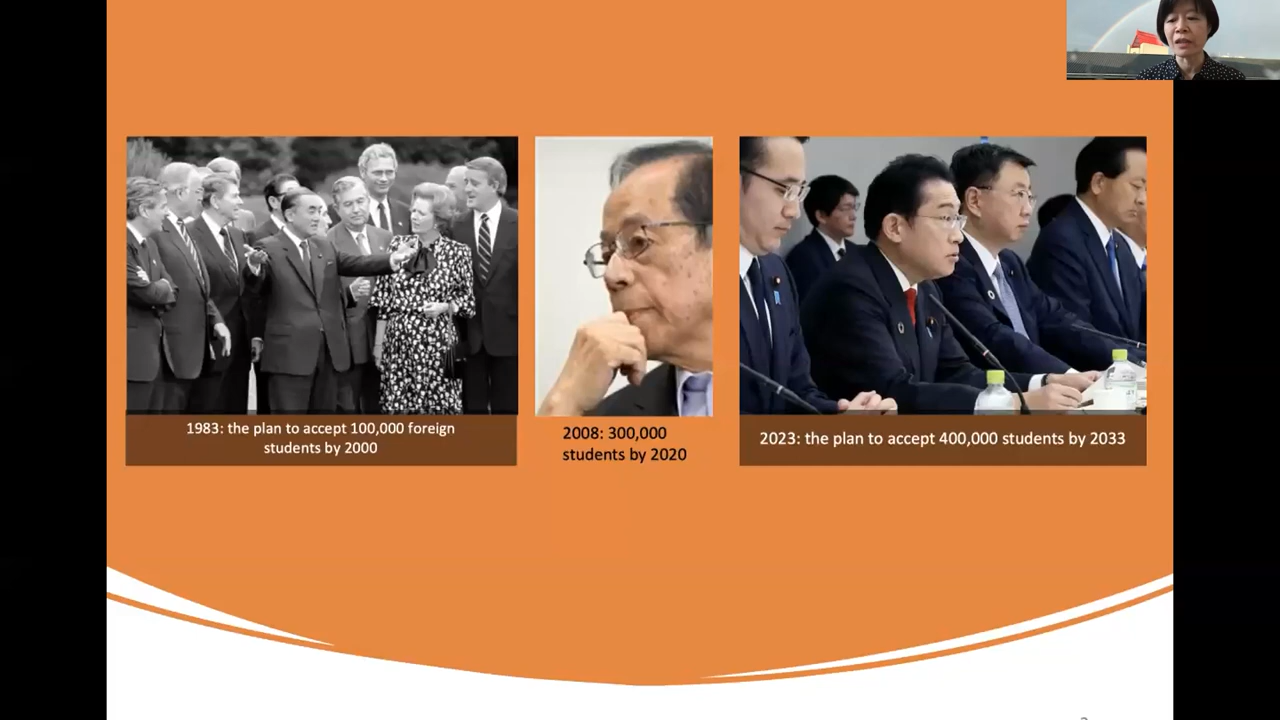 1983: the plan to accept 100,000 foreign
students by 2000
2008: 300,000
students by 2020
2023: the plan to accept 400,000 students by 2033